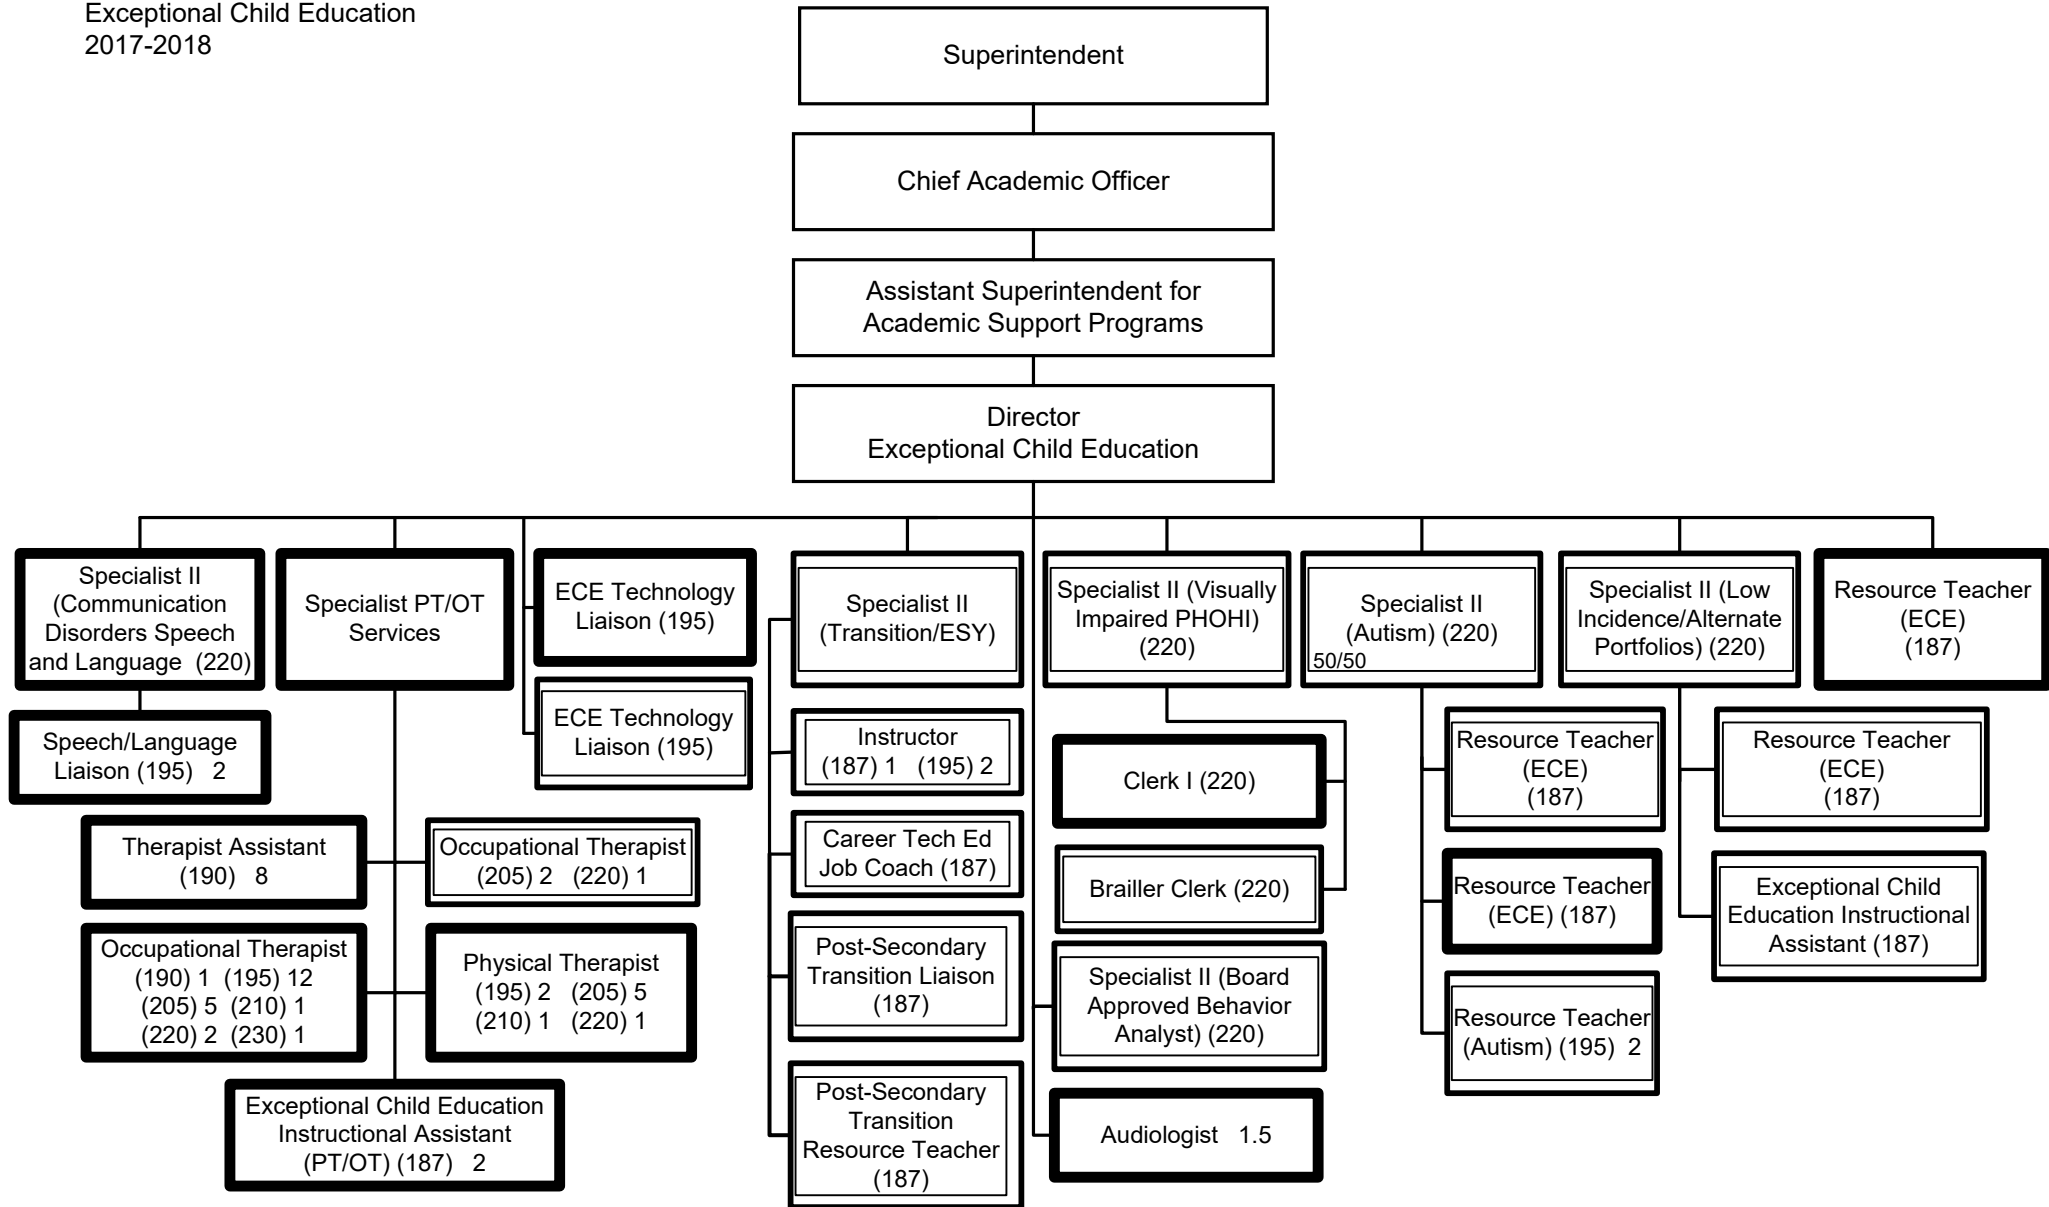 Exceptional Child Education
2017-2018
Superintendent
Chief Academic Officer
Assistant Superintendent for
Academic Support Programs
Director
Exceptional Child Education
Specialist II
(Communication
Disorders Speech
and Language (220)
Specialist PT/OT
Services
ECE Technology
Liaison (195)
ECE Technology
Liaison (195)
Specialist II
(Transition/ESY)
Specialist II (Visually
Impaired PHOHI)
(220)
Specialist II
(Autism) (220)
50/50
Specialist II (Low
Incidence/Alternate
Portfolios) (220)
Resource Teacher
(ECE)
(187)
Speech/Language
Liaison (195) 2
Therapist Assistant
(190) 8
Occupational Therapist
(205) 2 (220) 1
Occupational Therapist
(190) 1 (195) 12
(205) 5 (210) 1
(220) 2 (230) 1
Physical Therapist
(195) 2 (205) 5
(210) 1 (220) 1
Exceptional Child Education
Instructional Assistant
(PT/OT) (187) 2
Instructor
(187) 1 (195) 2
Career Tech Ed
Job Coach (187)
Post-Secondary
Transition Liaison
(187)
Post-Secondary
Transition
Resource Teacher
(187)
Clerk I (220)
Brailler Clerk (220)
Specialist II (Board
Approved Behavior
Analyst) (220)
Audiologist 1.5
Resource Teacher
(ECE)
(187)
Resource Teacher
(ECE) (187)
Resource Teacher
(Autism) (195) 2
Resource Teacher
(ECE)
(187)
Exceptional Child
Education Instructional
Assistant (187)